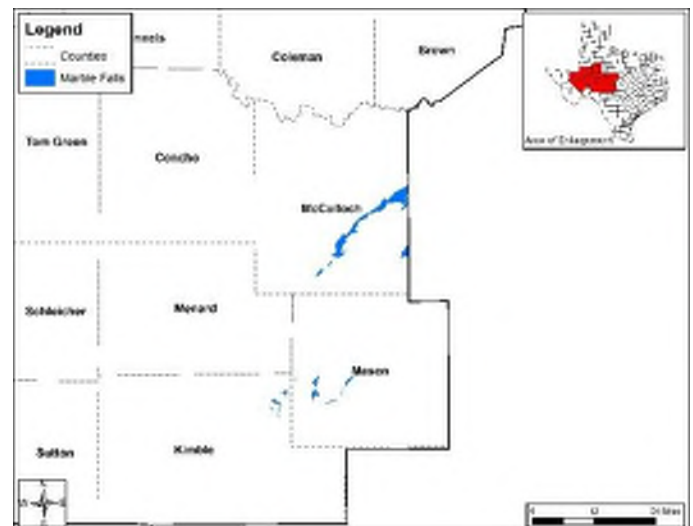 Legend
Counties
Marble Falls
Coleman
Brown
Area of Enlargement
Tom Green
Concho
McCulloch
Schleicher
Menard
Mason
Sutton
Kimble